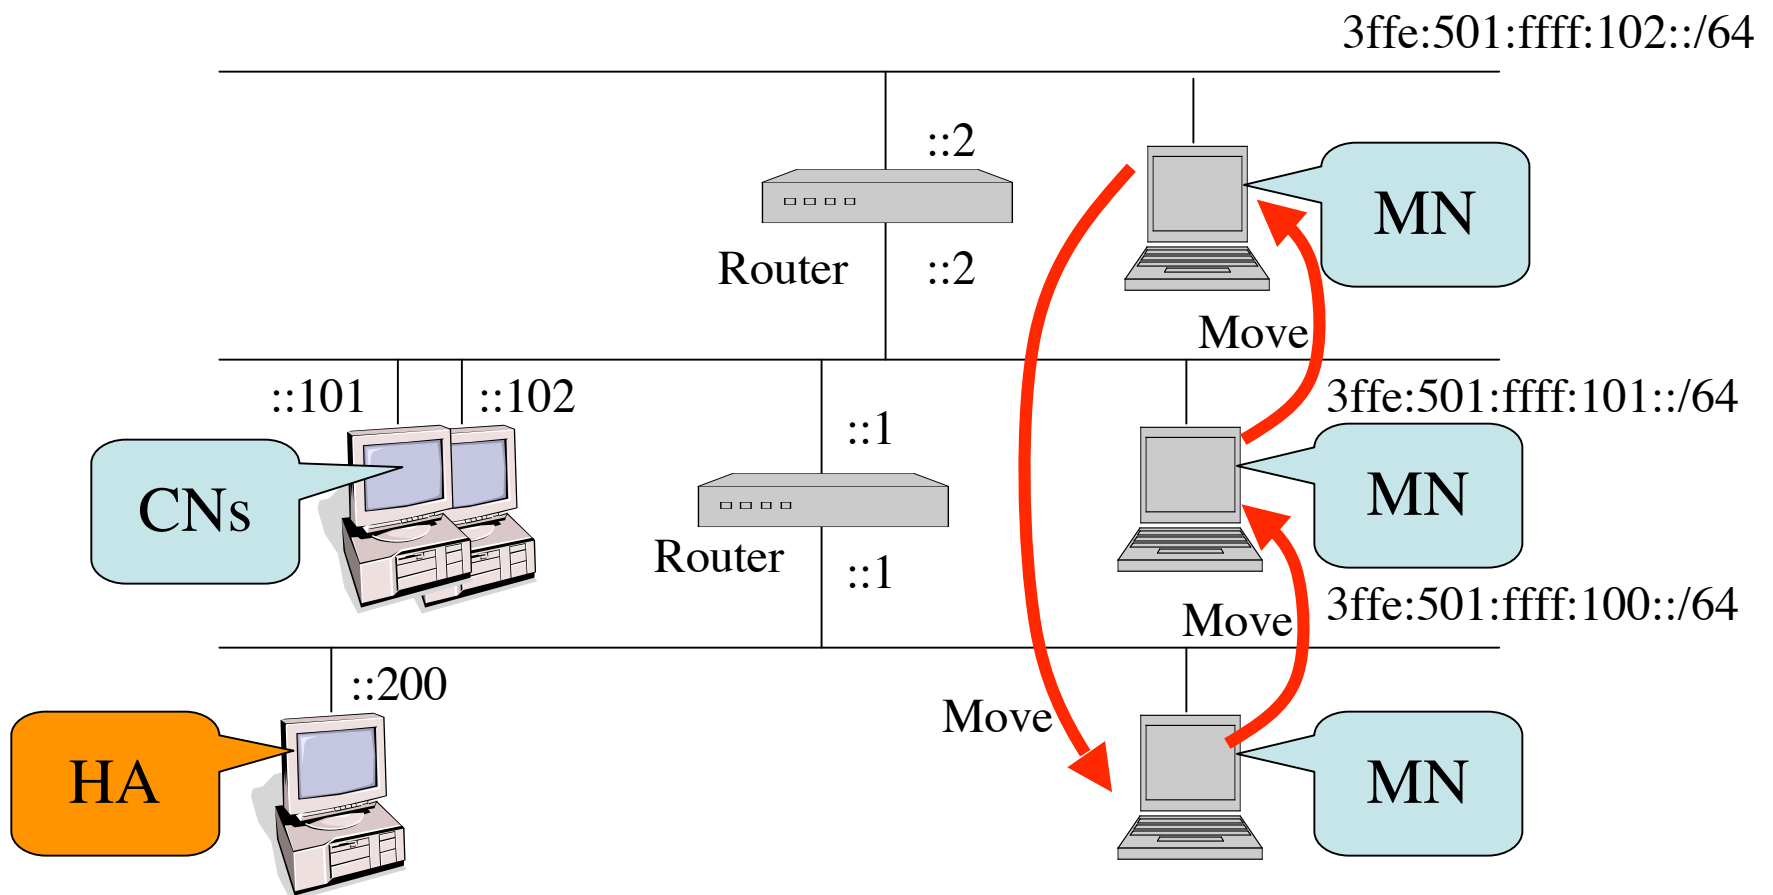 3ffe:501:ffff:102::/64
::2
MN
Router
::2
Move
::101
::102
3ffe:501:ffff:101::/64
::1
CNs
MN
Router
::1
3ffe:501:ffff:100::/64
Move
::200
Move
HA
MN